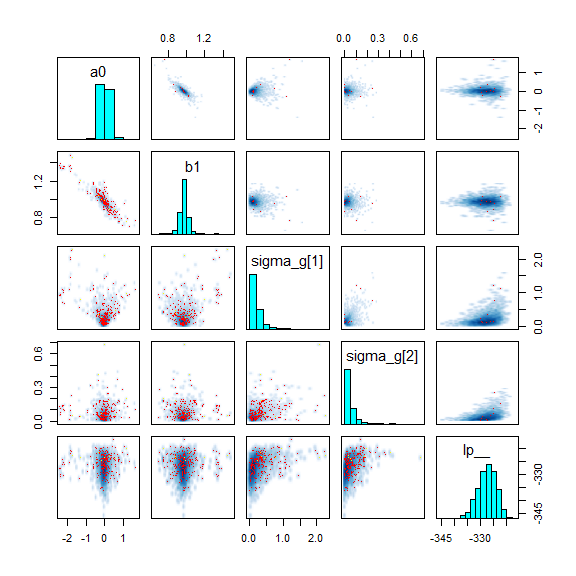 0.8 1.2 0.0 0.3 0.6
a0
-2 -1 0 1
b1
0.8 1.2
sigma_g[1]
0.0 1.0 2.0
sigma_g[2]
0.0 0.3 0.6
lp__
-345 -330
-2 -1 0 1 0.0 1.0 2.0 -345 -330